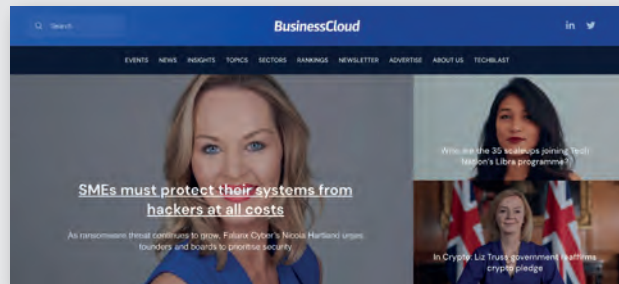 Search
BusinessCloud
in
EVENTS NEWS INSIGHTS TOPICS SECTORS RANKINGS NEWSLETTER ADVERTISE ABOUT US TECHBLAST
SMEs must protect their systems from
hackers at all costs
As ransomware threat continues to grow, Falanx Cyber's Nicola Hartland urges
founders and boards to prioritise security
Who are the 35 scaleups joining Tech
Nation's Libra programme?
In Crypto: Liz Truss government reaffirms
crypto pledge